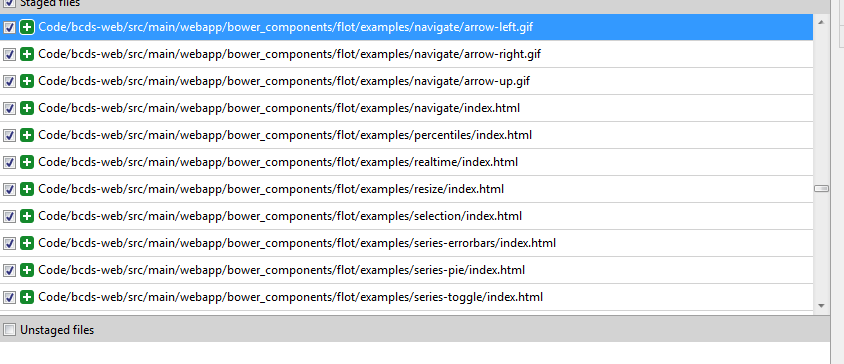 Staged files
Code/bcds-web/src/main/webapp/bower_components/flot/examples/navigate/arrow-left.gif
Code/bcds-web/src/main/webapp/bower_components/flot/examples/navigate/arrow-right.gif
Code/bcds-web/src/main/webapp/bower_components/flot/examples/navigate/arrow-up.gif
Code/bcds-web/src/main/webapp/bower_components/flot/examples/navigate/index.html
Code/bcds-web/src/main/webapp/bower_components/flot/examples/percentiles/index.html
Code/bcds-web/src/main/webapp/bower_components/flot/examples/realtime/index.html
Code/bcds-web/src/main/webapp/bower_components/flot/examples/resize/index.html
Code/bcds-web/src/main/webapp/bower_components/flot/examples/selection/index.html
Code/bcds-web/src/main/webapp/bower_components/flot/examples/series-errorbars/index.html
Code/bcds-web/src/main/webapp/bower_components/flot/examples/series-pie/index.html
Code/bcds-web/src/main/webapp/bower_components/flot/examples/series-toggle/index.html
Unstaged files